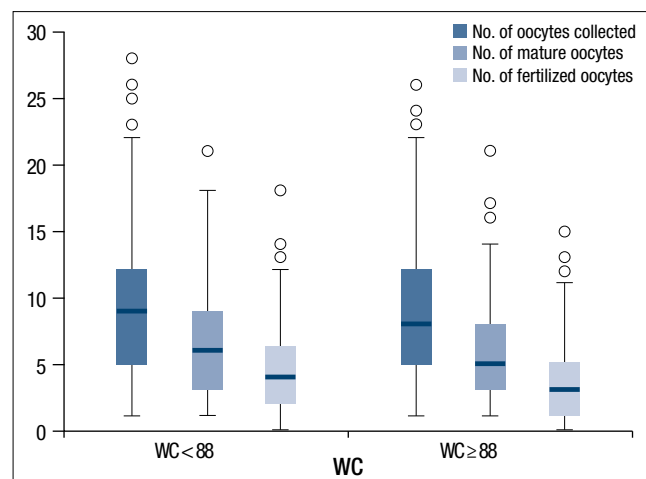 30
25
20
15
10
5
0
No. of oocytes collected
No. of mature oocytes
No. of fertilized oocytes
WC < 88
WC ≥ 88
WC